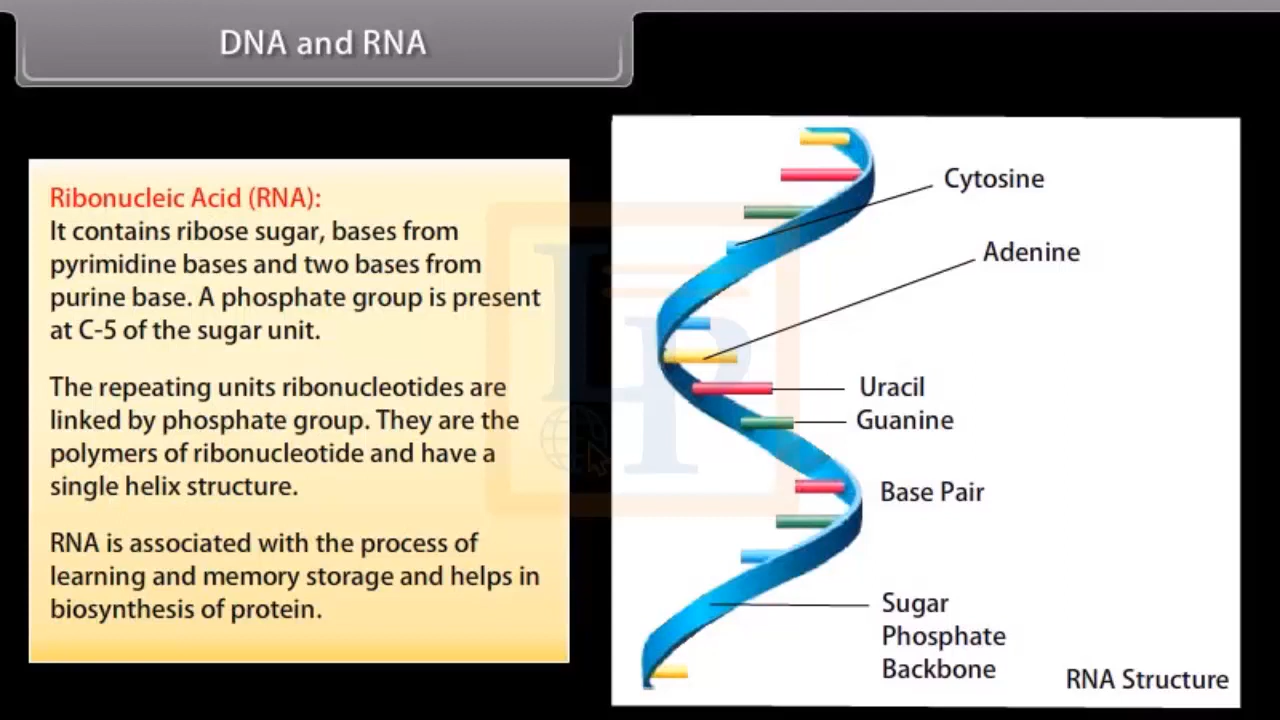 DNA and RNA
Ribonucleic Acid (RNA):
It contains ribose sugar, bases from
pyrimidine bases and two bases from
purine base. A phosphate group is present
at C-5 of the sugar unit.
The repeating units ribonucleotides are
linked by phosphate group. They are the
polymers of ribonucleotide and have a
single helix structure.
RNA is associated with the process of
learning and memory storage and helps in
biosynthesis of protein.
Cytosine
Adenine
Uracil
Guanine
Base Pair
Sugar
Phosphate
Backbone
RNA Structure